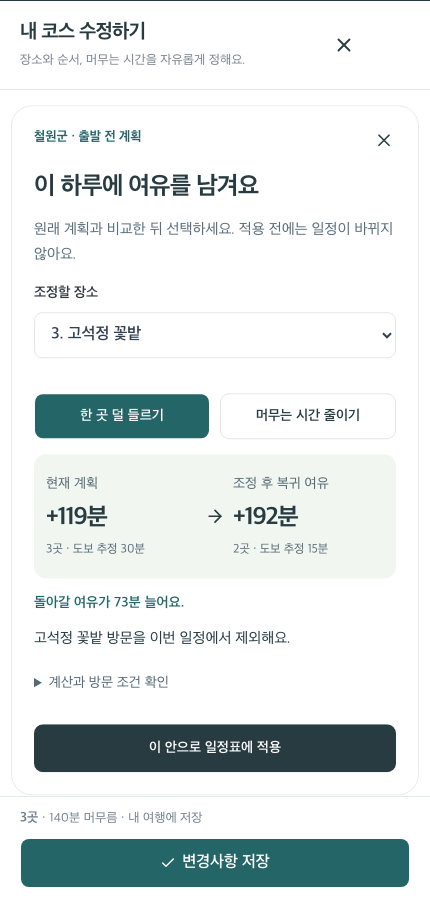 내 코스 수정하기
장소와 순서, 머무는 시간을 자유롭게 정해요.
철원군 · 출발 전 계획
이 하루에 여유를 남겨요
원래 계획과 비교한 뒤 선택하세요. 적용 전에는 일정이 바뀌지
않아요.
조정할 장소
3. 고석정 꽃밭
한 곳 덜 들르기
머무는 시간 줄이기
현재 계획
+119분
3곳 · 도보 추정 30분
→
조정 후 복귀 여유
+192분
2곳 · 도보 추정 15분
돌아갈 여유가 73분 늘어요.
고석정 꽃밭 방문을 이번 일정에서 제외해요.
▶ 계산과 방문 조건 확인
이 안으로 일정표에 적용
3곳 · 140분 머무름 · 내 여행에 저장
✓ 변경사항 저장